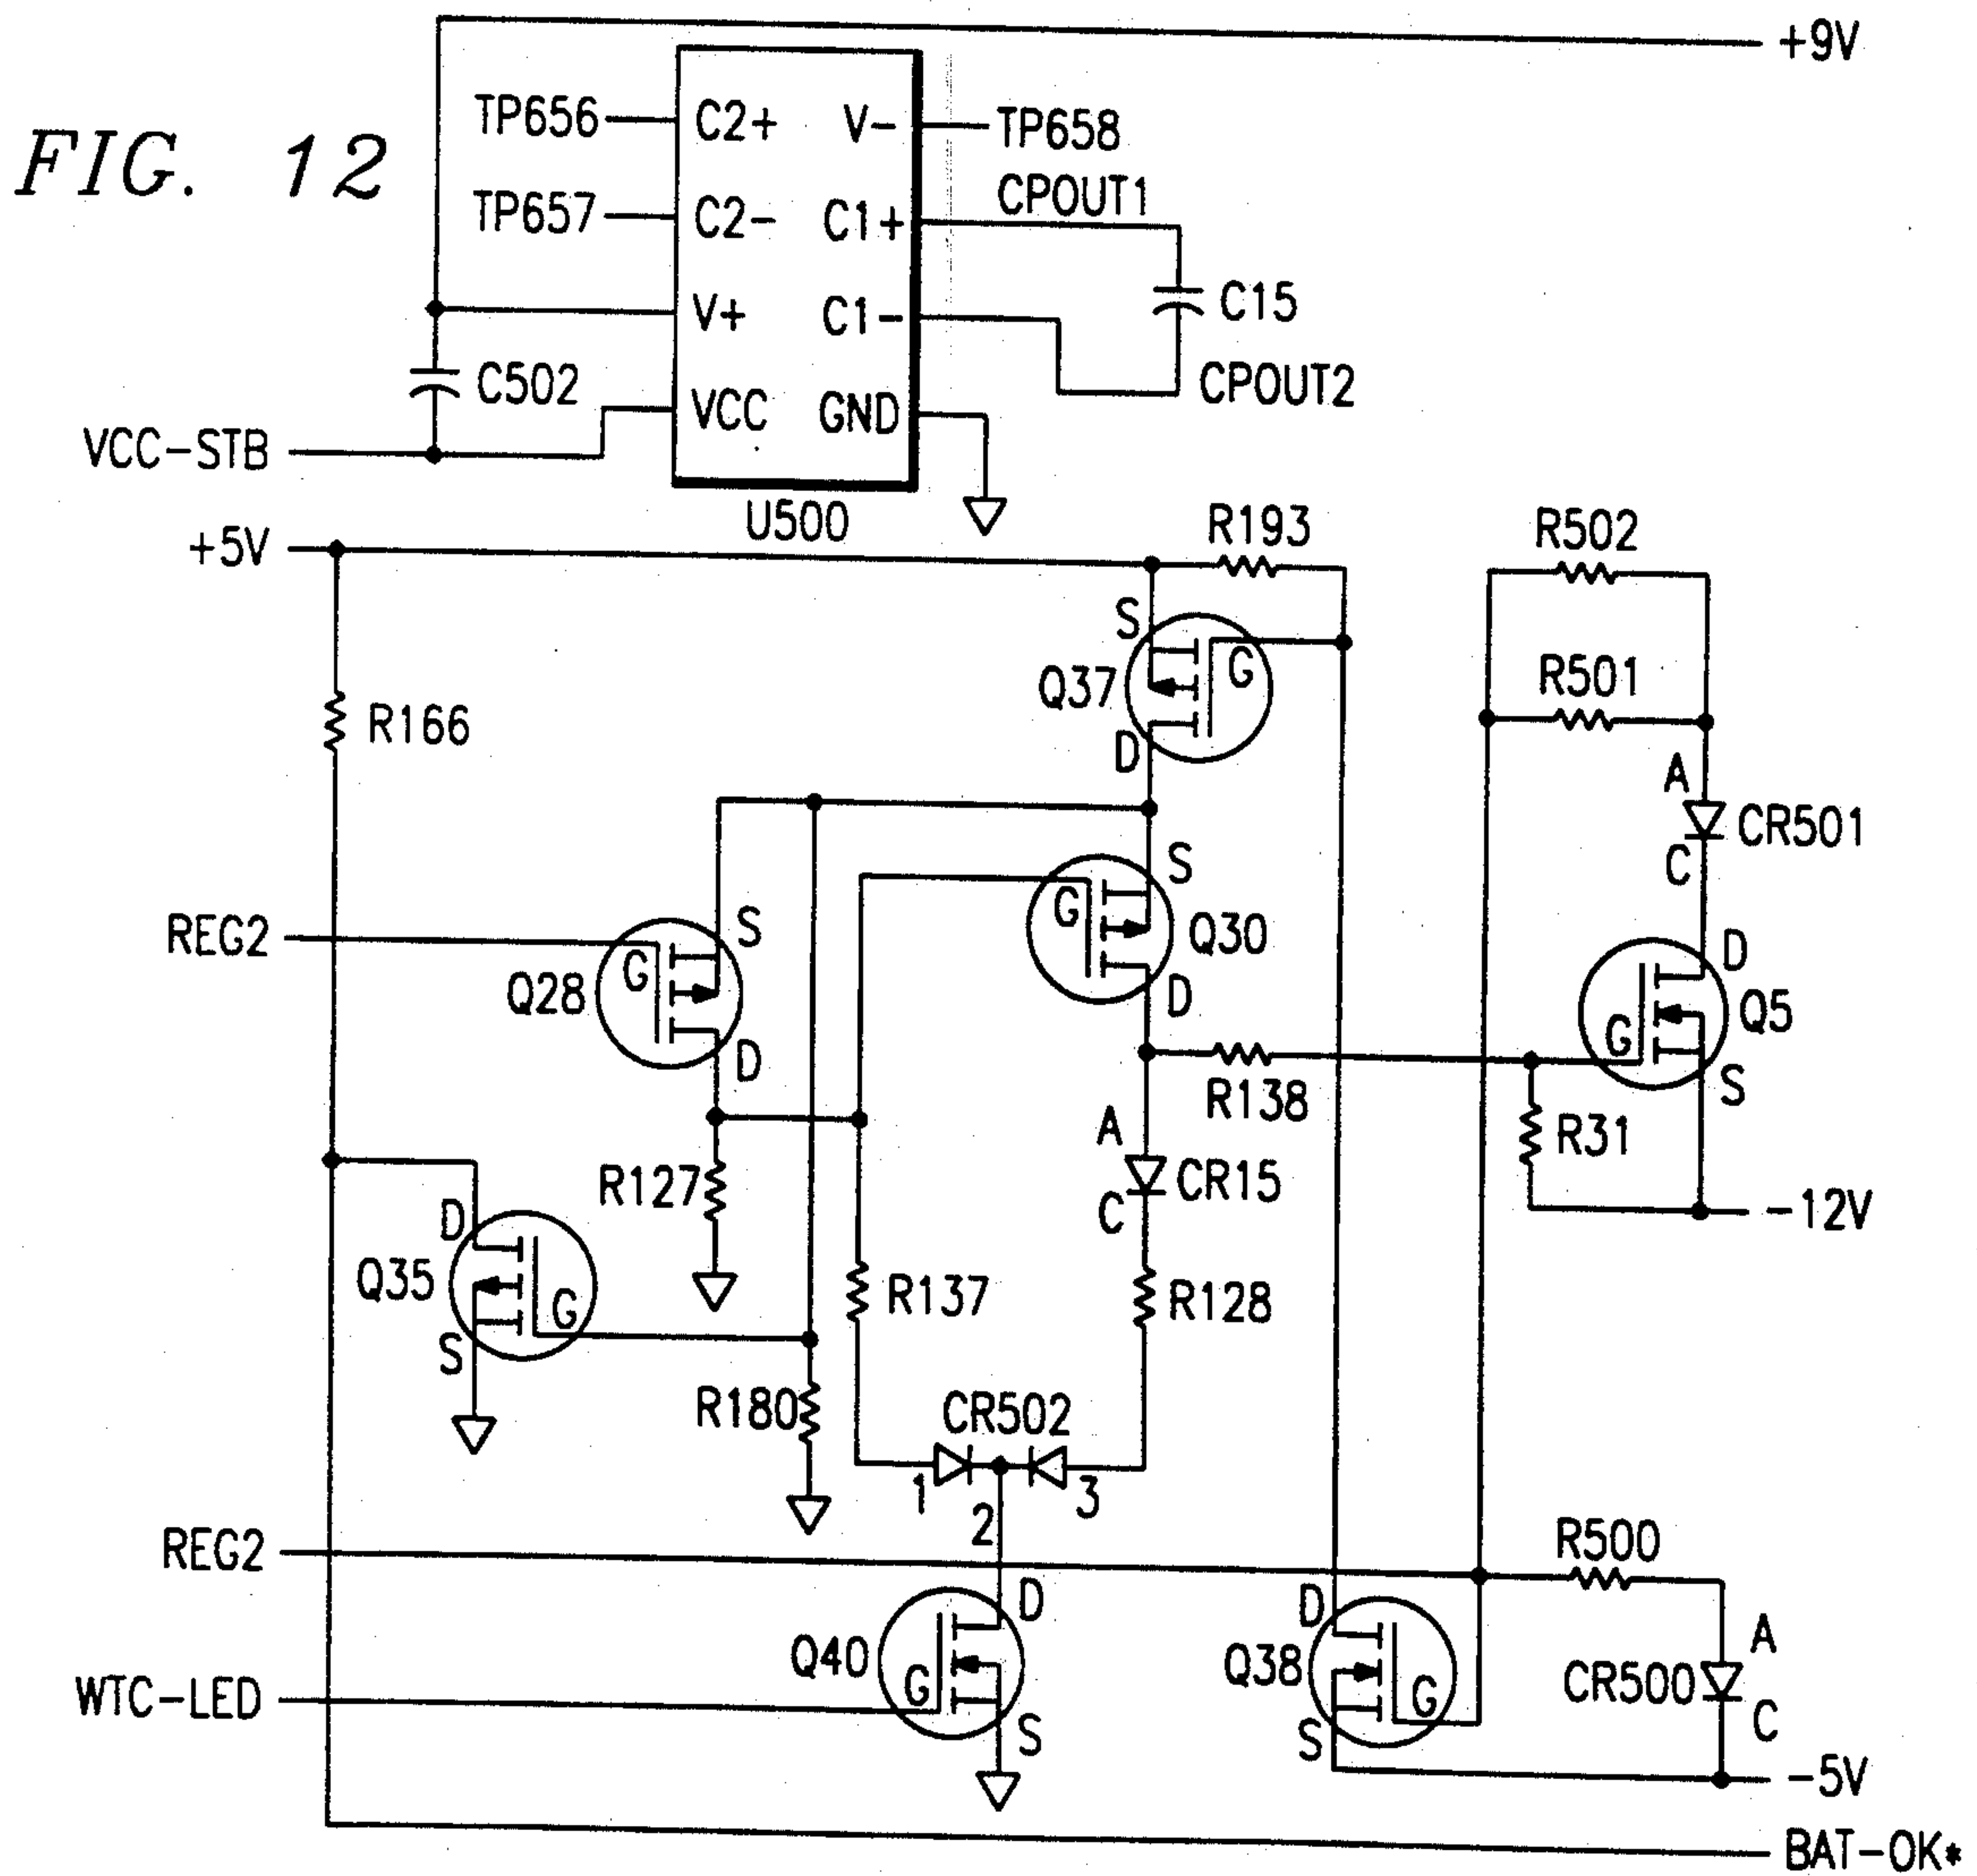 +9V
FIG. 12
TP656
C2+
V-
TP658
CPOUT1
TP657
C2-
C1+
V+
C1-
C15
C502
CPOUT2
VCC
GND
VCC-STB
U500
+5V
R193
R502
S
Q37
G
D
R501
R166
A
CR501
C
REG2
S
G
Q28
D
S
G
Q30
D
D
G
Q5
S
R138
R31
A
CR15
C
-12V
R127
D
Q35
G
S
R137
R128
R180
CR502
1
2
3
REG2
R500
D
Q40
G
S
D
Q38
G
S
A
CR500
C
WTC-LED
-5V
BAT-OK*